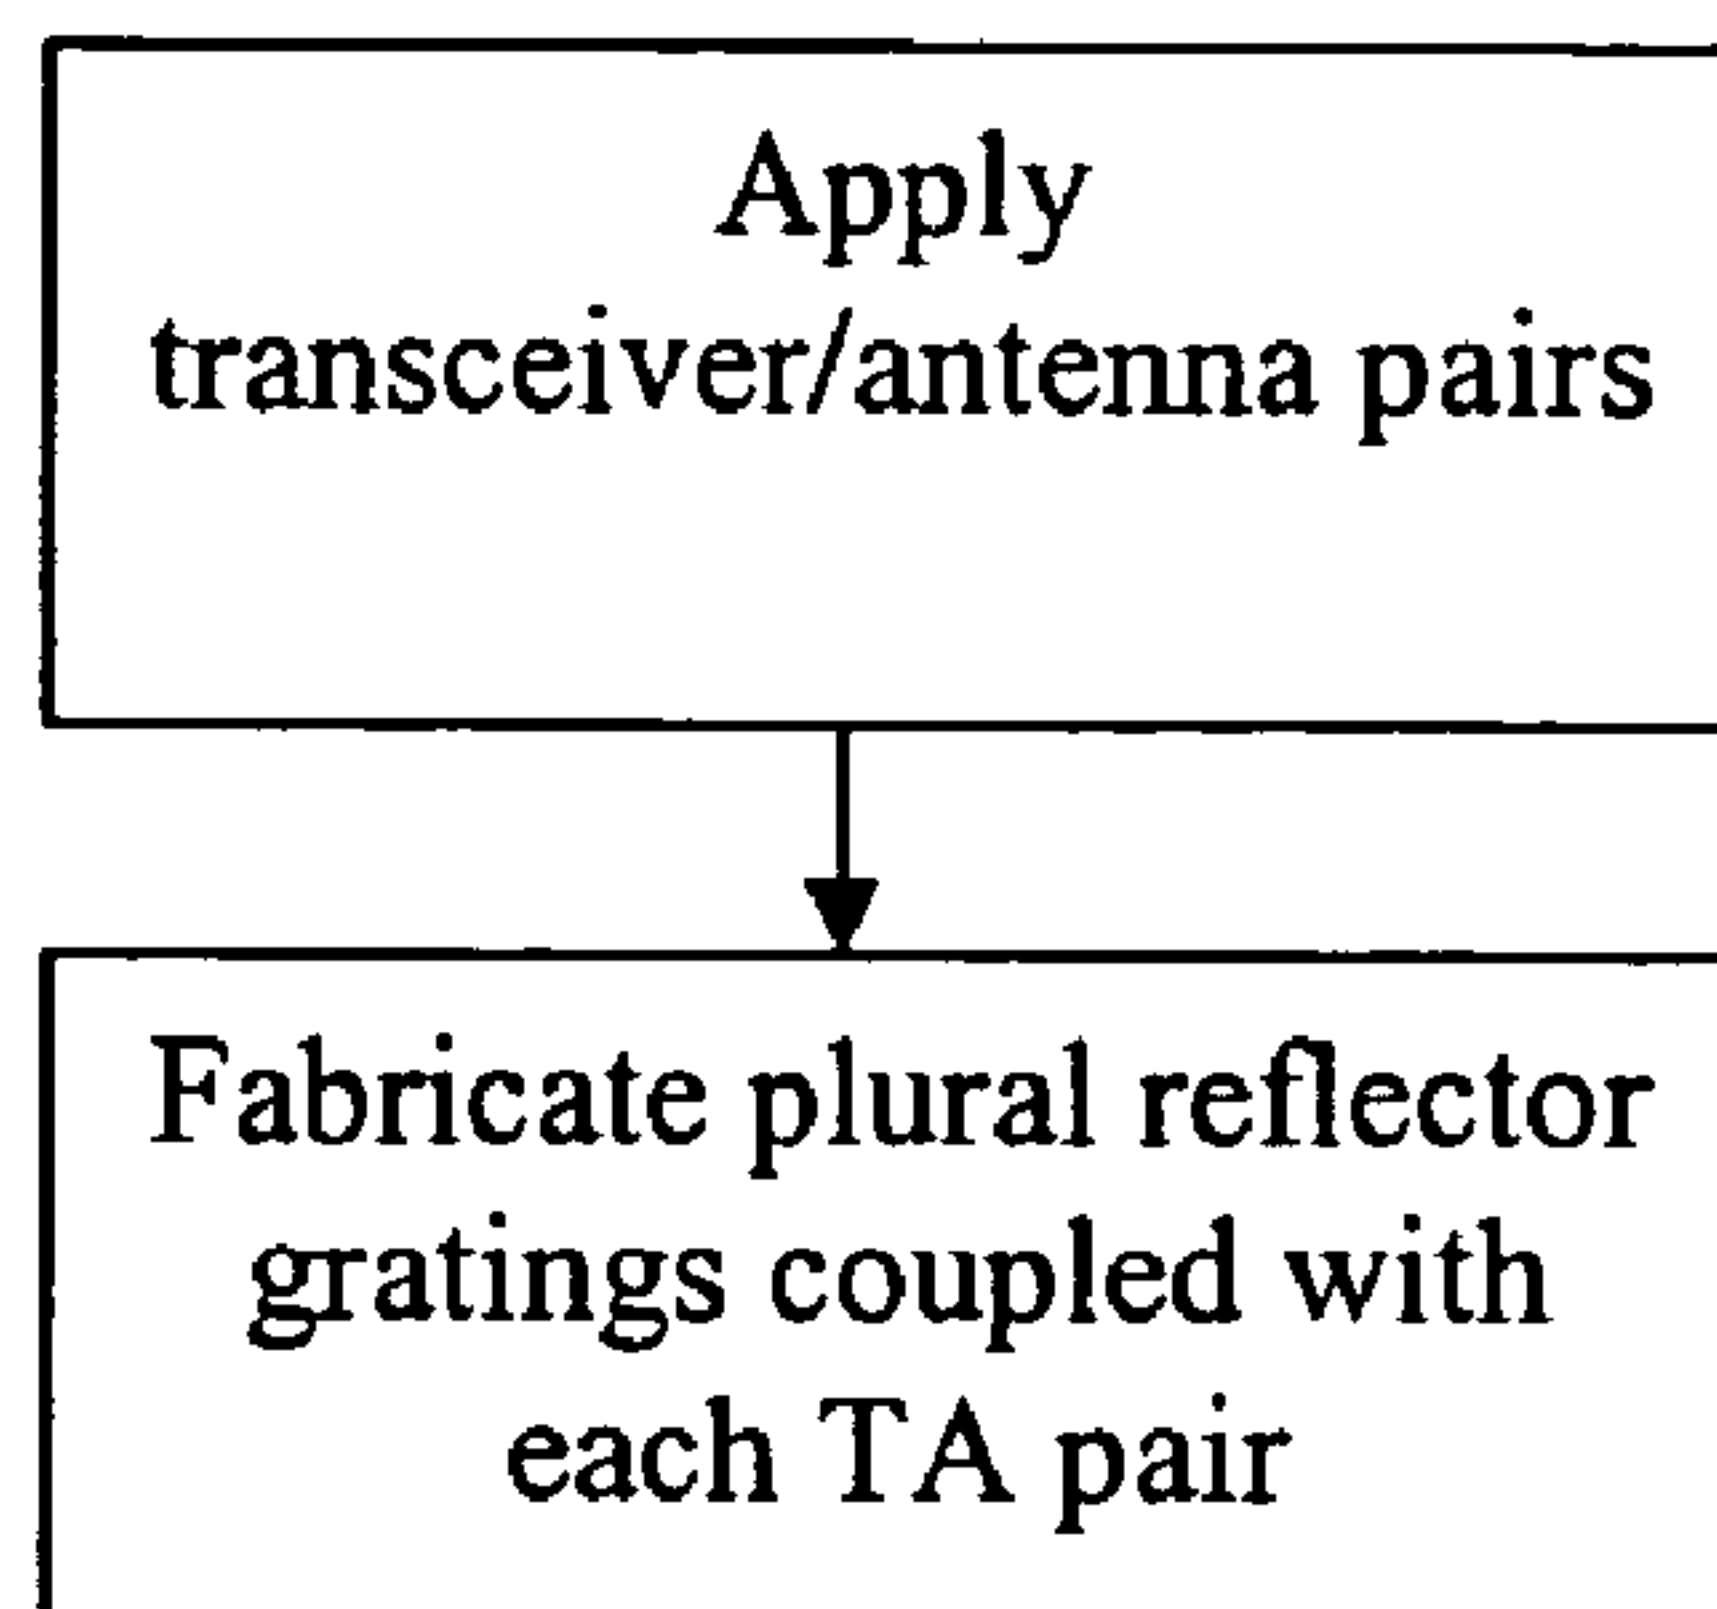 Apply
transceiver/antenna pairs
Fabricate plural reflector
gratings coupled with
each TA pair